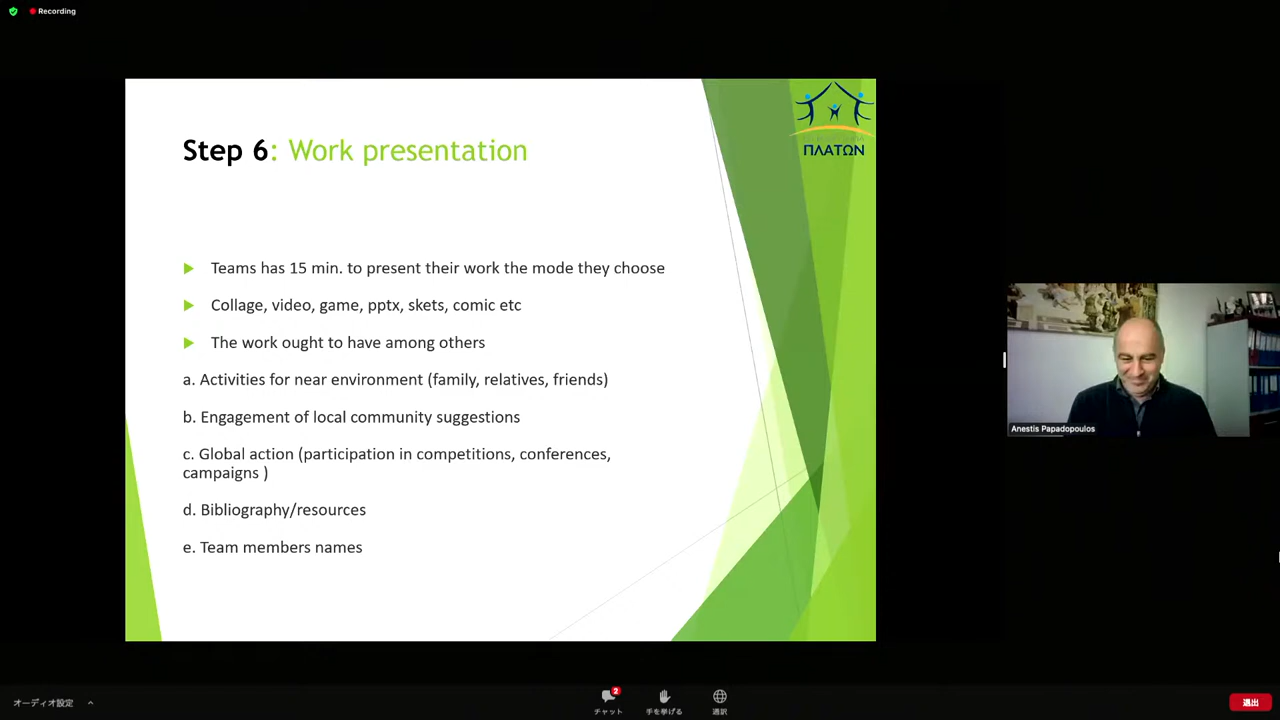 Recording
ΠΛΑΤΩΝ
Step 6: Work presentation
Teams has 15 min. to present their work the mode they choose
Collage, video, game, pptx, skets, comic etc
The work ought to have among others
a. Activities for near environment (family, relatives, friends)
b. Engagement of local community suggestions
c. Global action (participation in competitions, conferences,
campaigns )
d. Bibliography/resources
e. Team members names
Anestis Papadopoulos
オーディオ設定
2
チャット
手を挙げる
通訳
退出